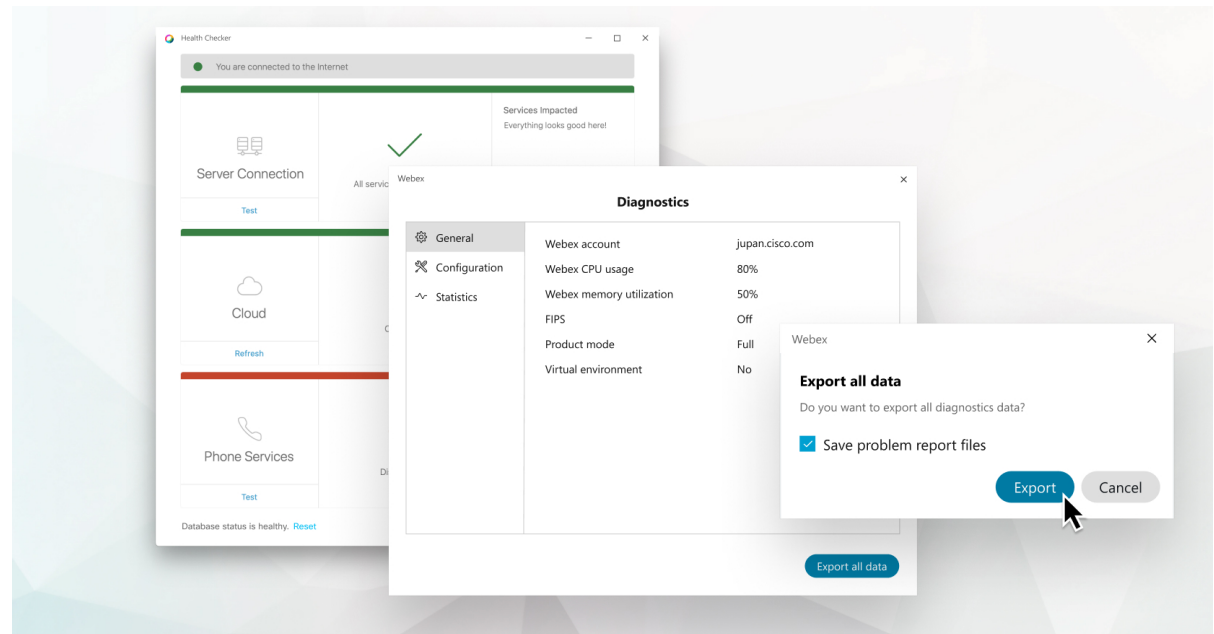 Health Checker
You are connected to the Internet
Services Impacted
Everything looks good here!
Server Connection
All servic
Test
Cloud
Refresh
Phone Services
Di
Test
Database status is healthy. Reset
Webex
Diagnostics
General
Configuration
Statistics
Webex account jupan.cisco.com
Webex CPU usage 80%
Webex memory utilization 50%
FIPS Off
Product mode Full
Virtual environment No
Export all data
Webex
Export all data
Do you want to export all diagnostics data?
Save problem report files
Export Cancel